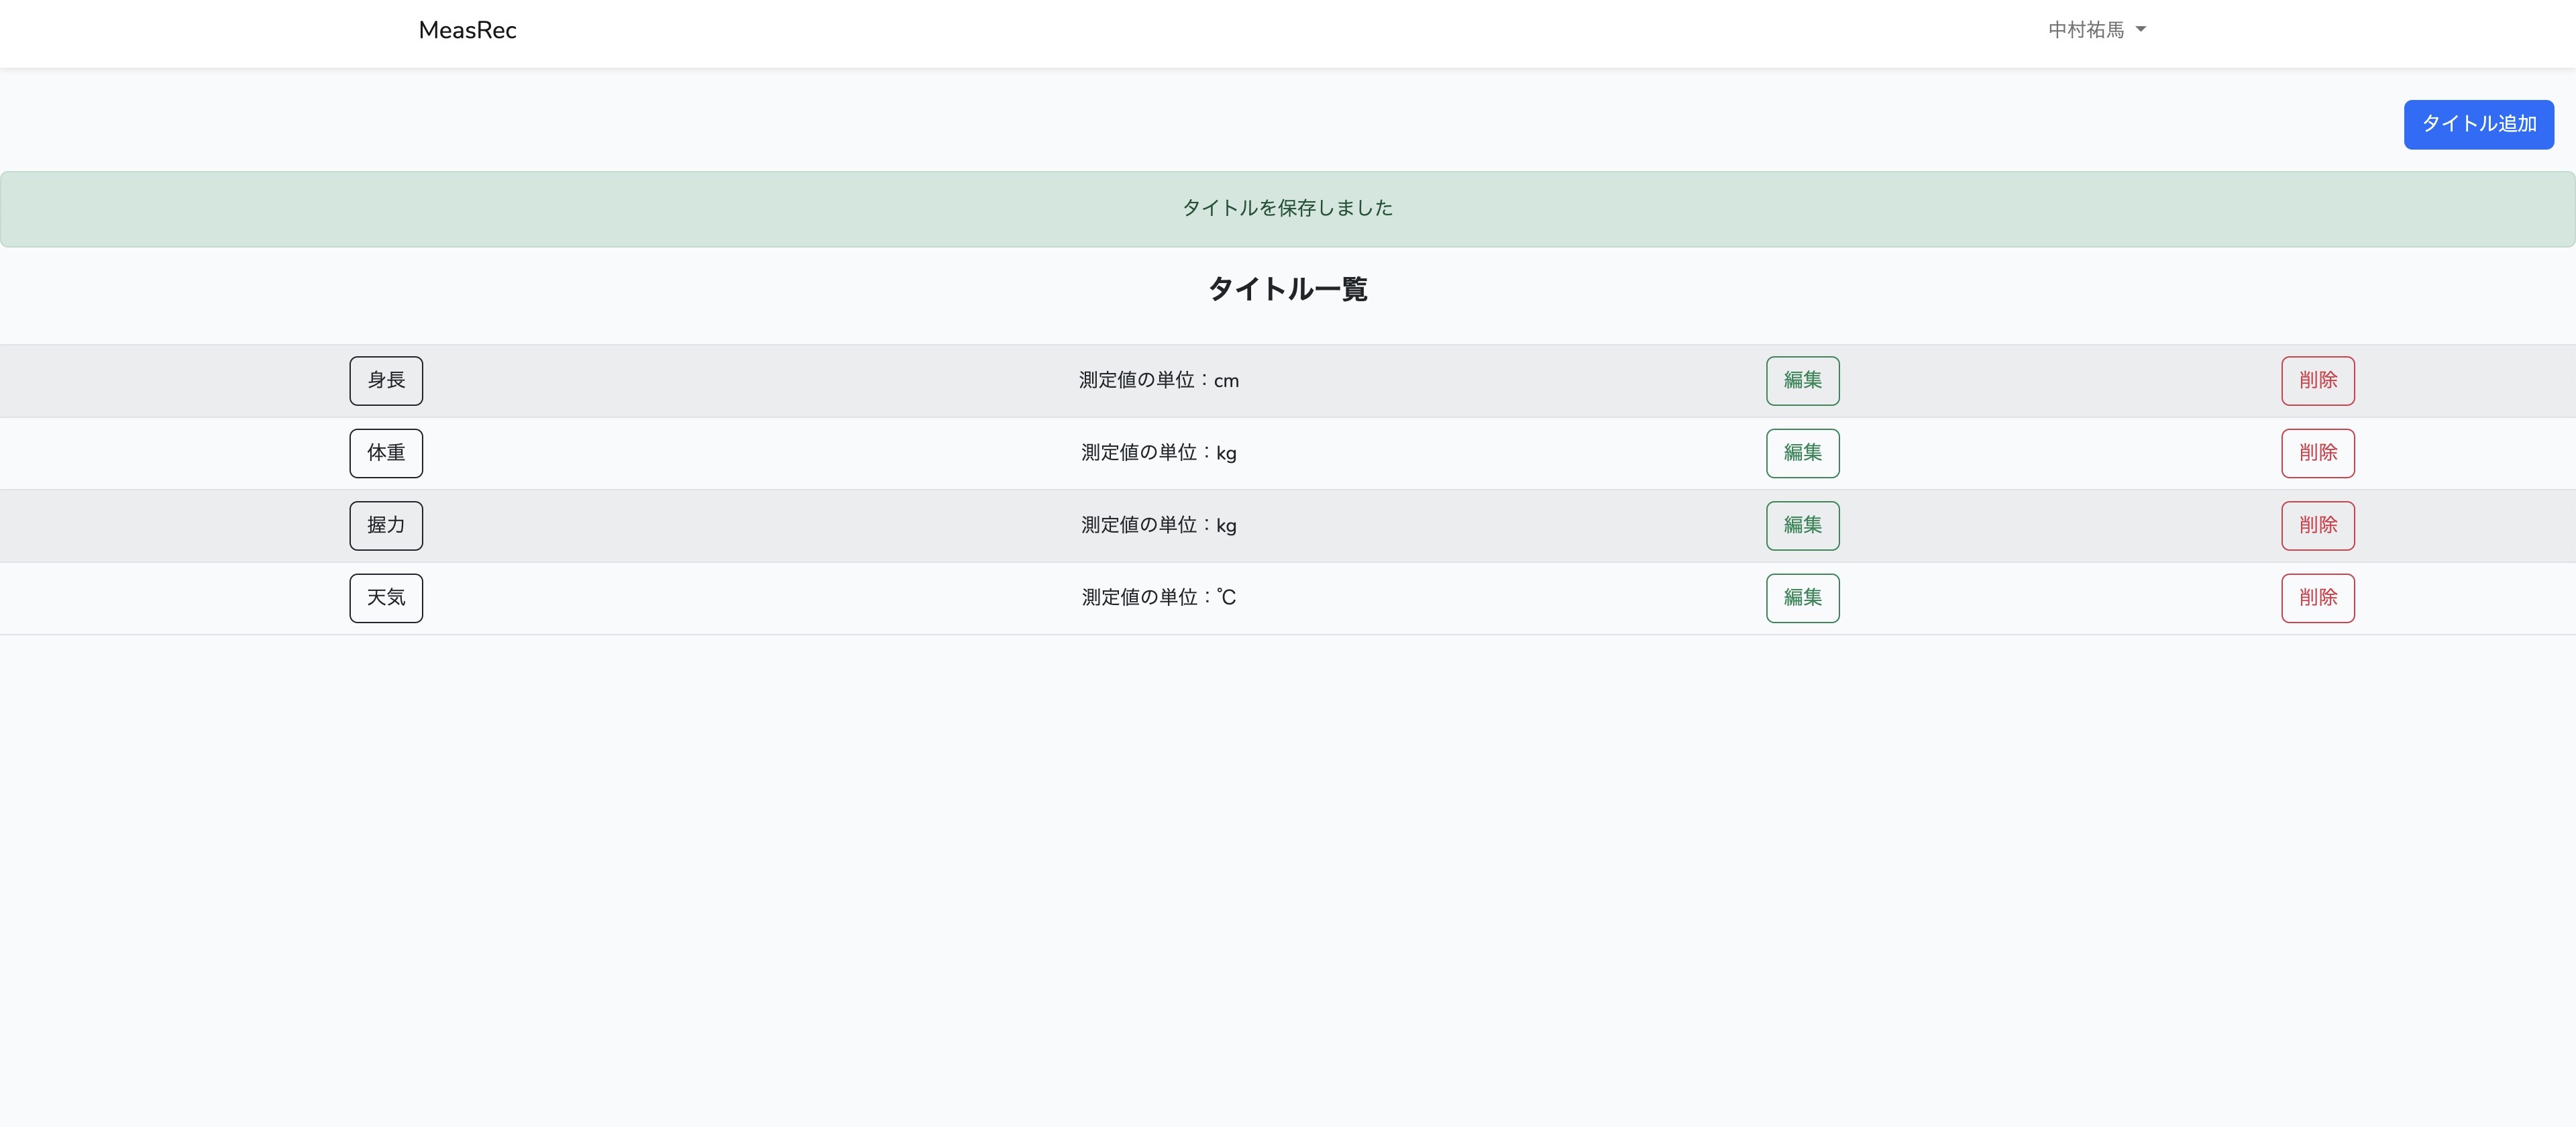 MeasRec 中村祐馬
タイトル追加
タイトルを保存しました
タイトル一覧
身長 測定値の単位：cm 編集 削除
体重 測定値の単位：kg 編集 削除
握力 測定値の単位：kg 編集 削除
天気 測定値の単位：℃ 編集 削除